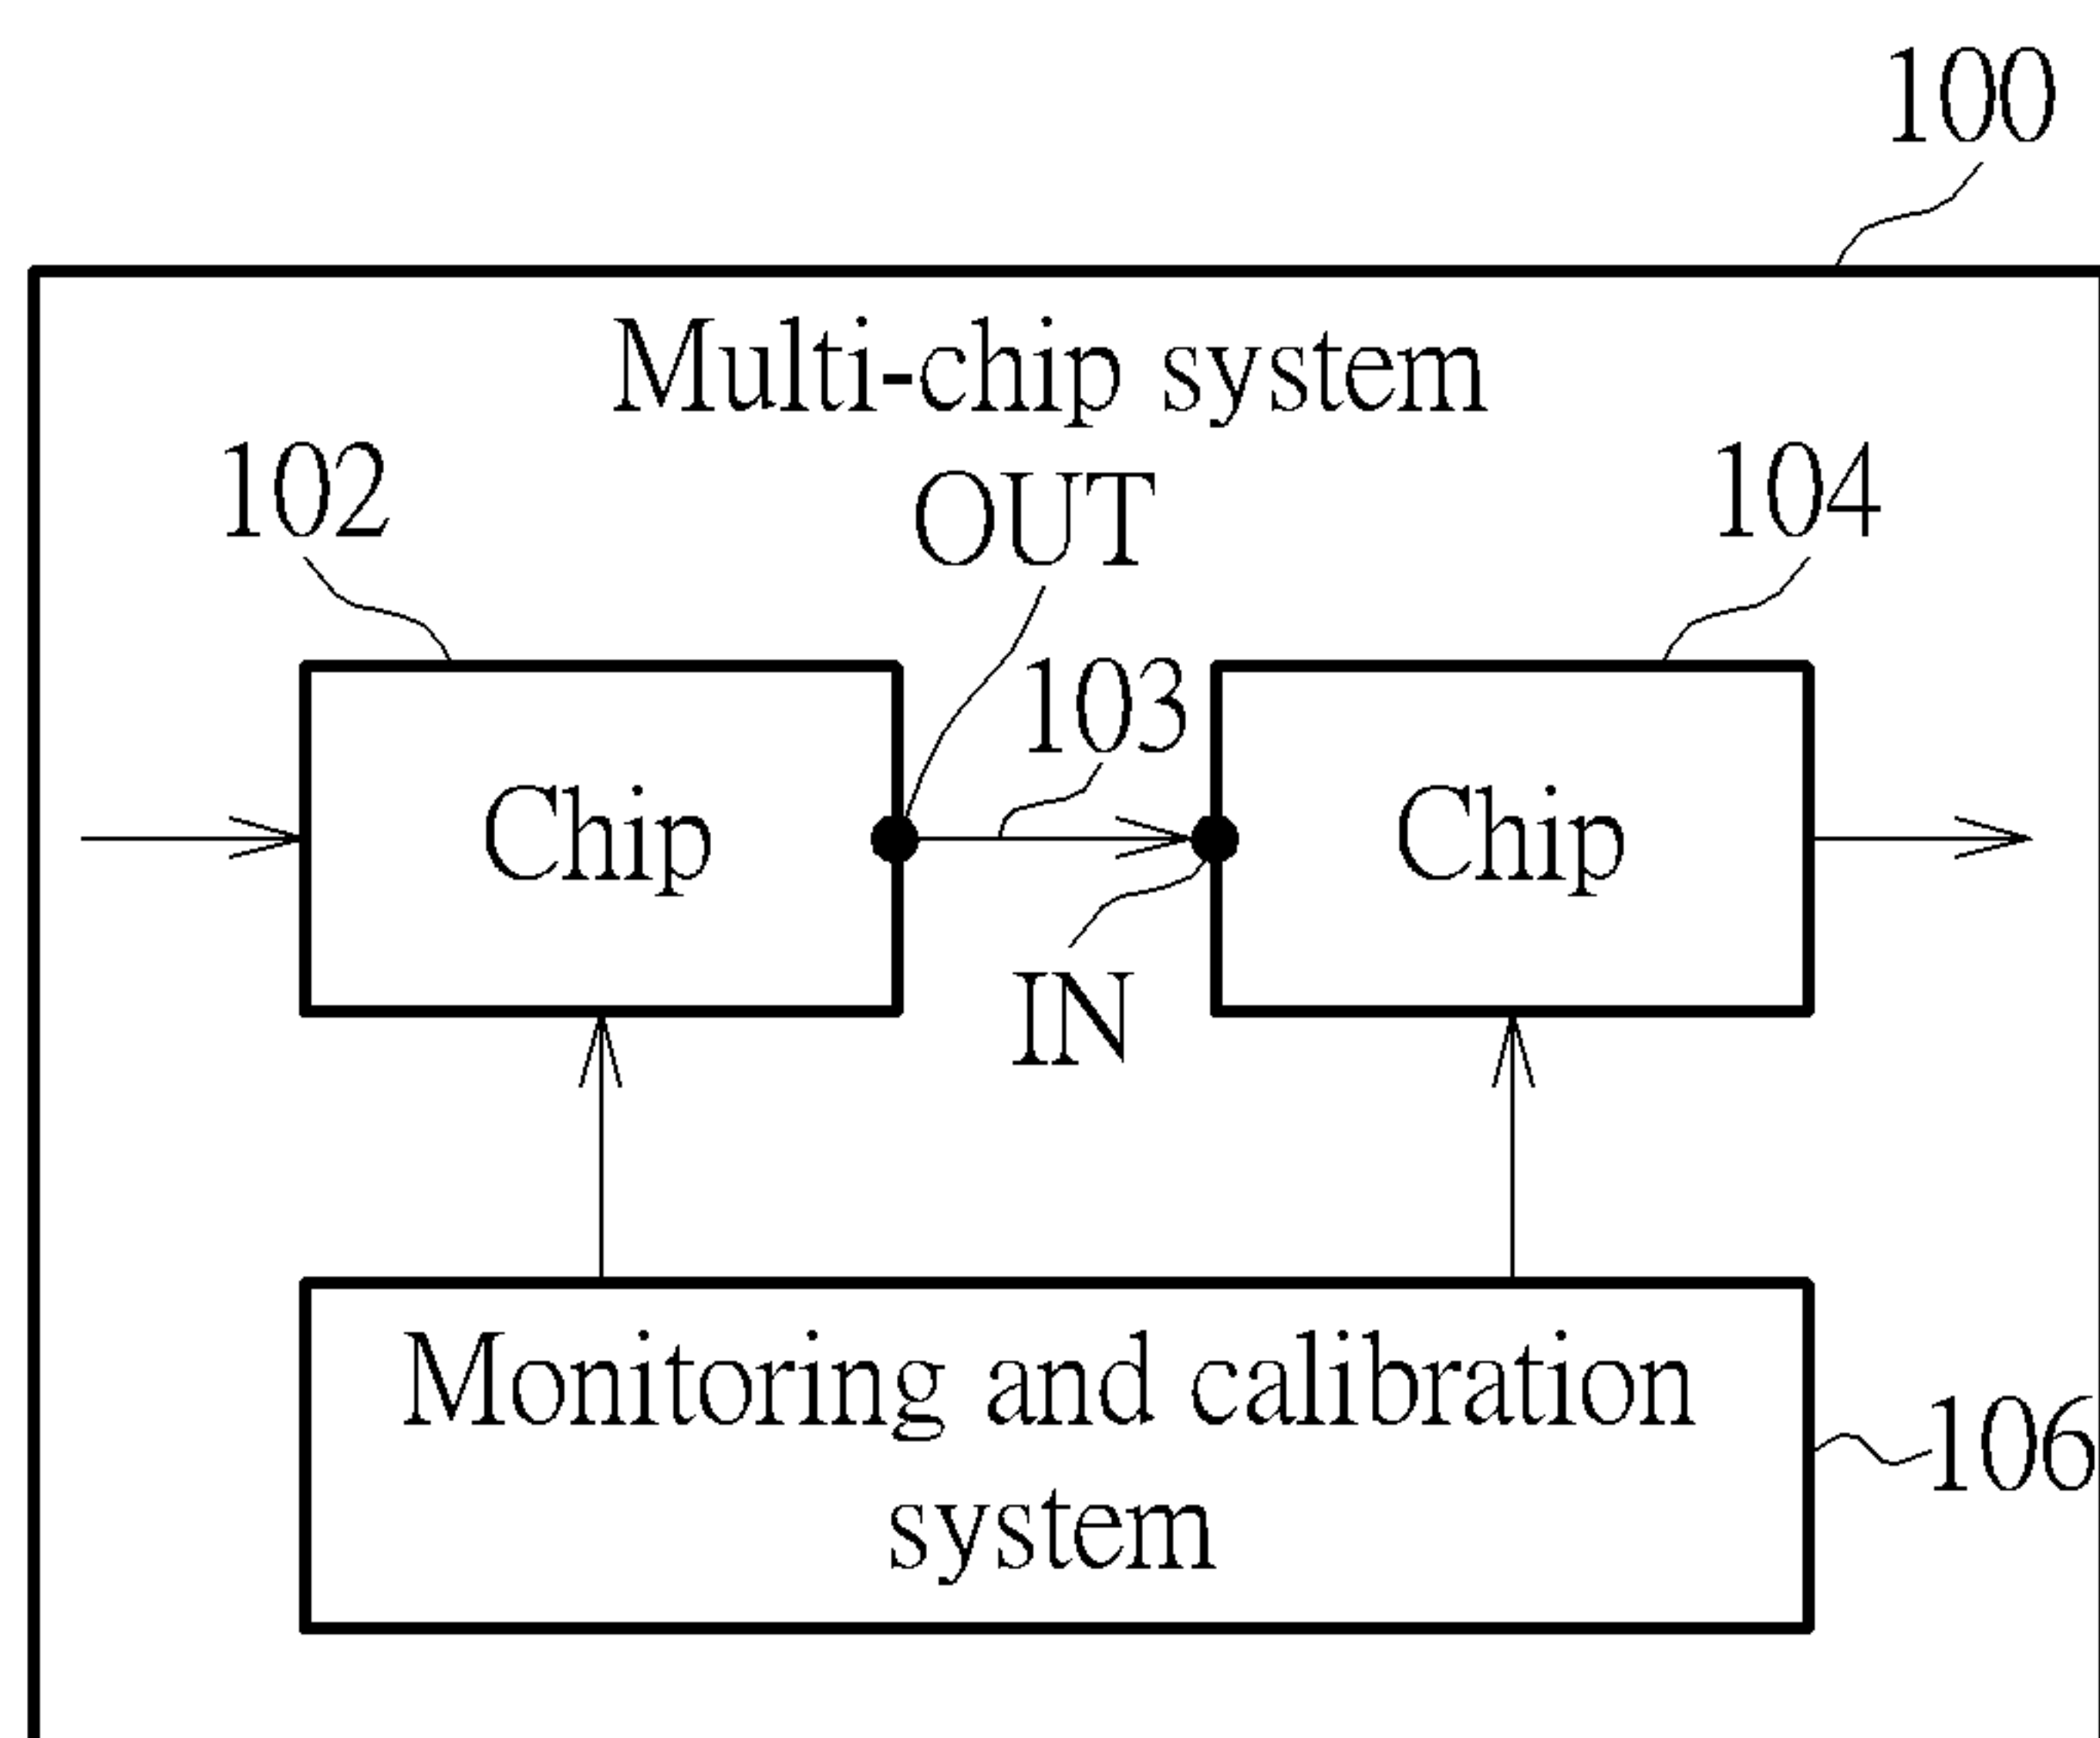 100
Multi-chip system
102
OUT
104
103
Chip
Chip
IN
Monitoring and calibration
system
106